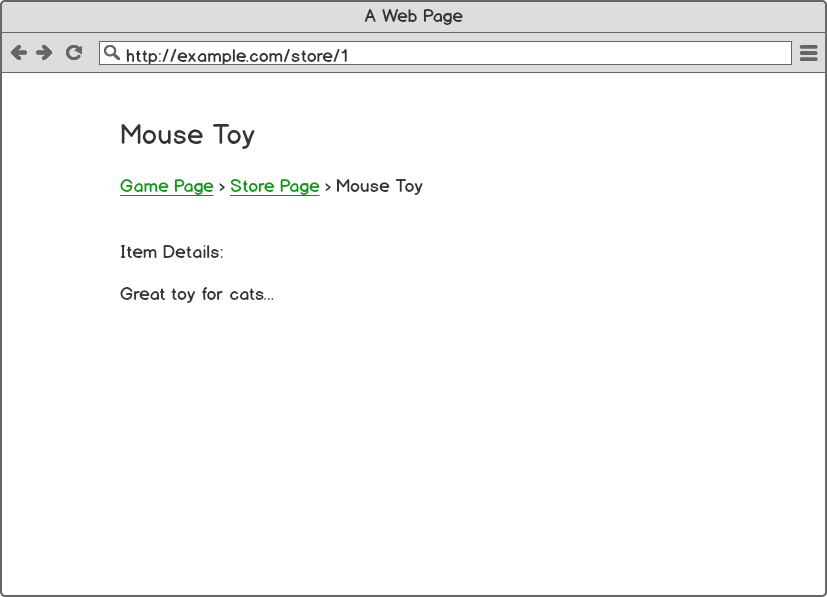 A Web Page
http://example.com/store/1
Mouse Toy
Game Page > Store Page > Mouse Toy
Item Details:
Great toy for cats...